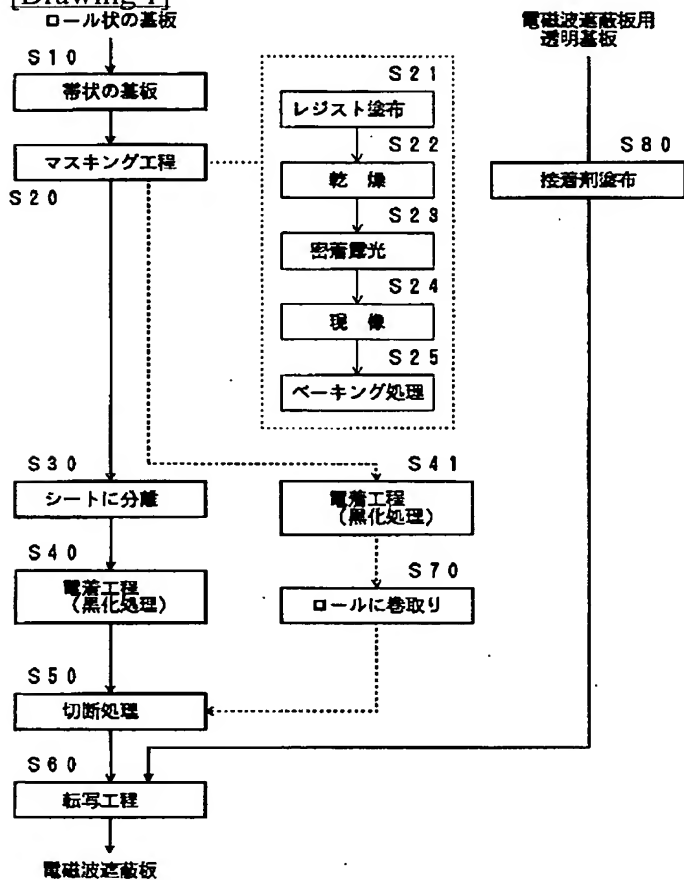 [Drawing 1]
ロール状の基板
電磁波遮蔽板用
透明基板
S10
帯状の基板
マスキング工程
S20
S21
レジスト塗布
S22
乾 燥
S23
密着露光
S24
現 像
S25
ベーキング処理
S80
接着剤塗布
S30
シートに分離
S40
電着工程
(黒化処理)
S41
電着工程
(黒化処理)
S70
ロールに巻取り
S50
切断処理
S60
転写工程
電磁波遮蔽板